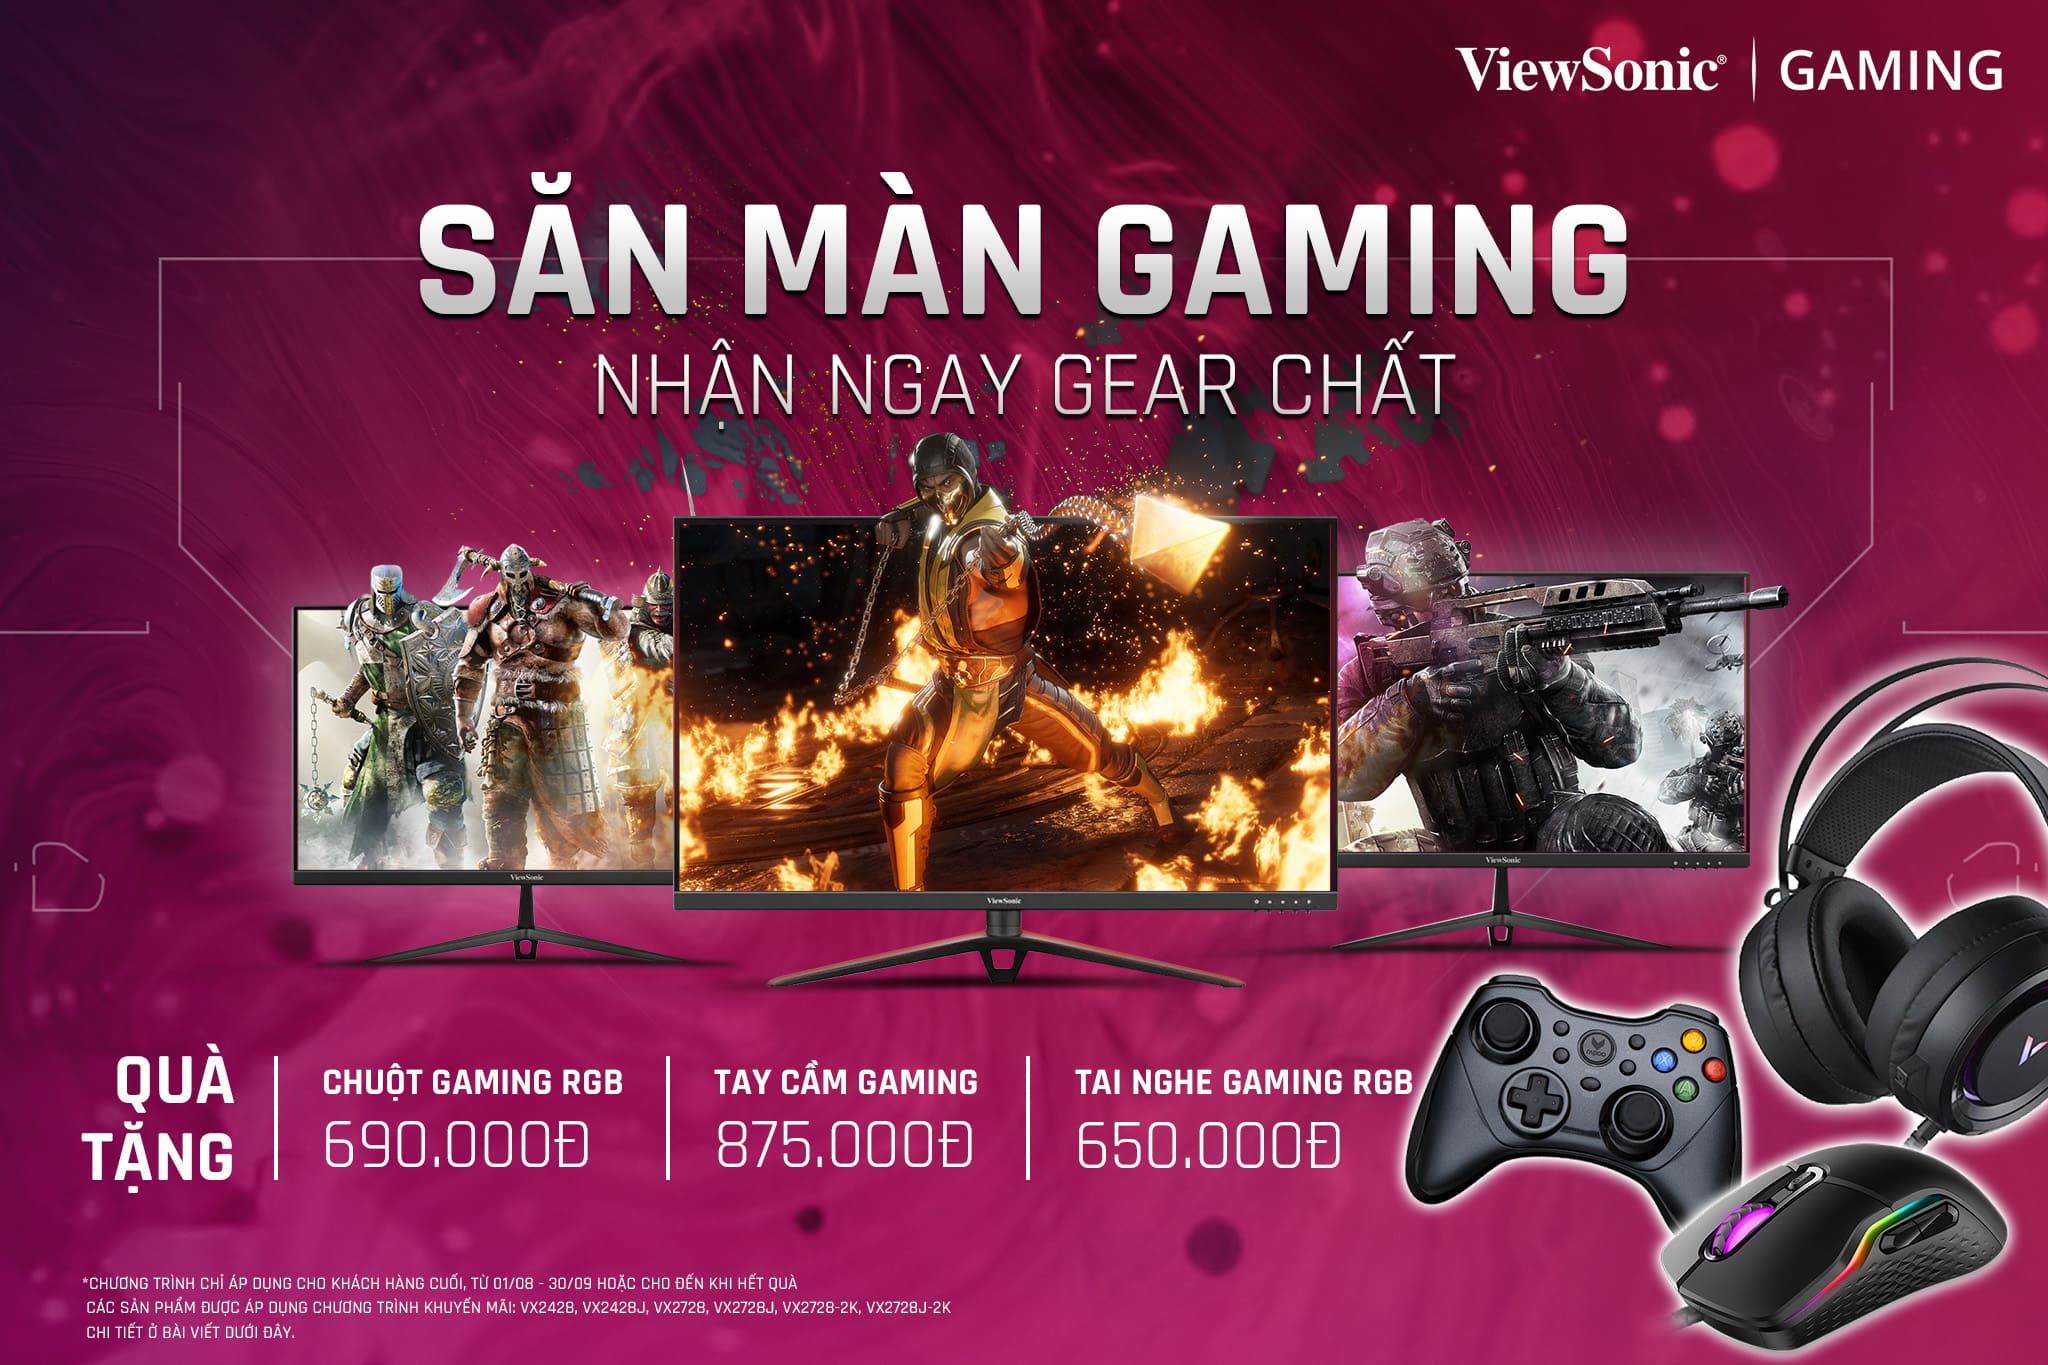 ViewSonic® | GAMING
SĂN MÀN GAMING
NHẬN NGAY GEAR CHẤT
ViewSonic
ViewSonic
ViewSonic
QUÀ
TẶNG
CHUỘT GAMING RGB
690.000Đ
TAY CẦM GAMING
875.000Đ
TAI NGHE GAMING RGB
650.000Đ
rapoo
Y
X
B
A
*CHƯƠNG TRÌNH CHỈ ÁP DỤNG CHO KHÁCH HÀNG CUỐI, TỪ 01/08 - 30/09 HOẶC CHO ĐẾN KHI HẾT QUÀ
CÁC SẢN PHẨM ĐƯỢC ÁP DỤNG CHƯƠNG TRÌNH KHUYẾN MÃI: VX2428, VX2428J, VX2728, VX2728J, VX2728-2K, VX2728J-2K
CHI TIẾT Ở BÀI VIẾT DƯỚI ĐÂY.